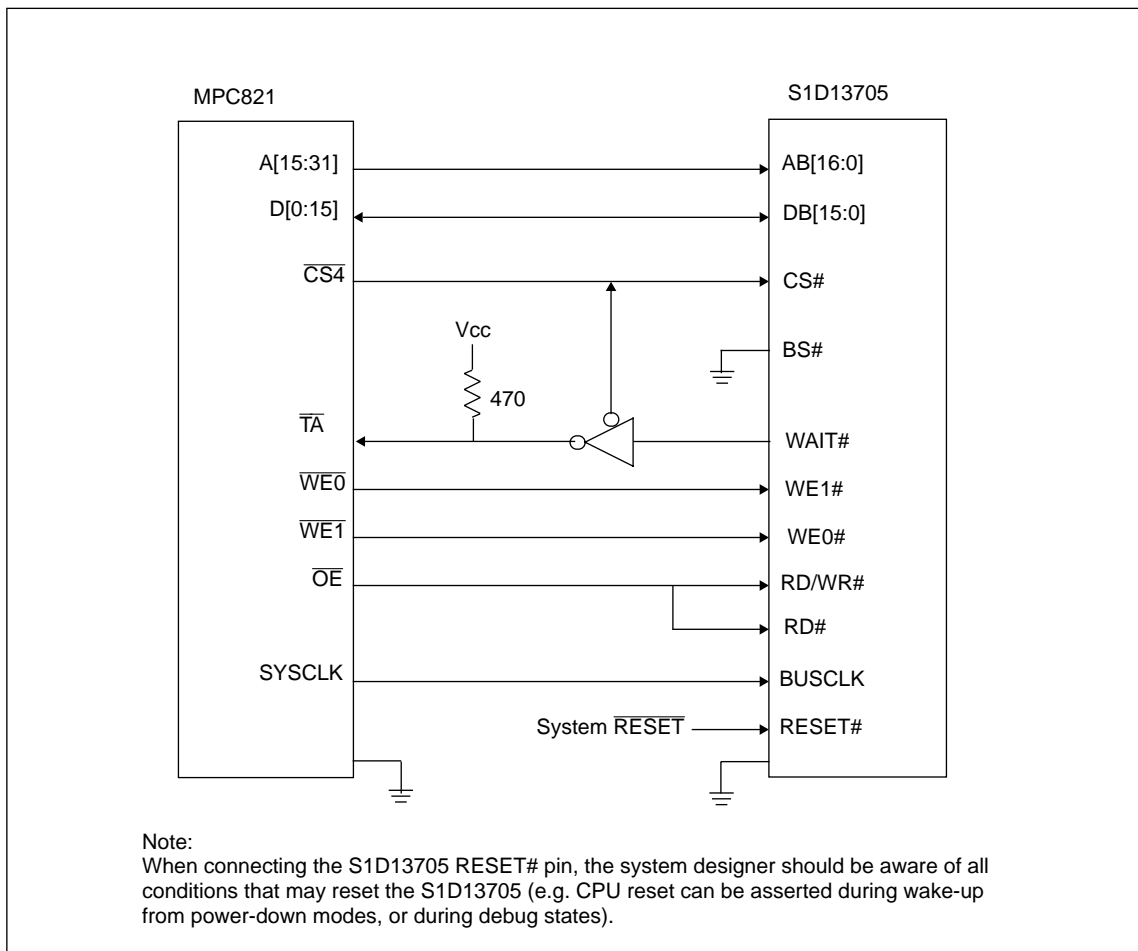 MPC821
S1D13705
A[15:31]
AB[16:0]
D[0:15]
DB[15:0]
CS4
CS#
Vcc
BS#
470
TA
WAIT#
WE0
WE1#
WE1
WE0#
OE
RD/WR#
RD#
SYSCLK
BUSCLK
System RESET
RESET#
Note:
When connecting the S1D13705 RESET# pin, the system designer should be aware of all
conditions that may reset the S1D13705 (e.g. CPU reset can be asserted during wake-up
from power-down modes, or during debug states).